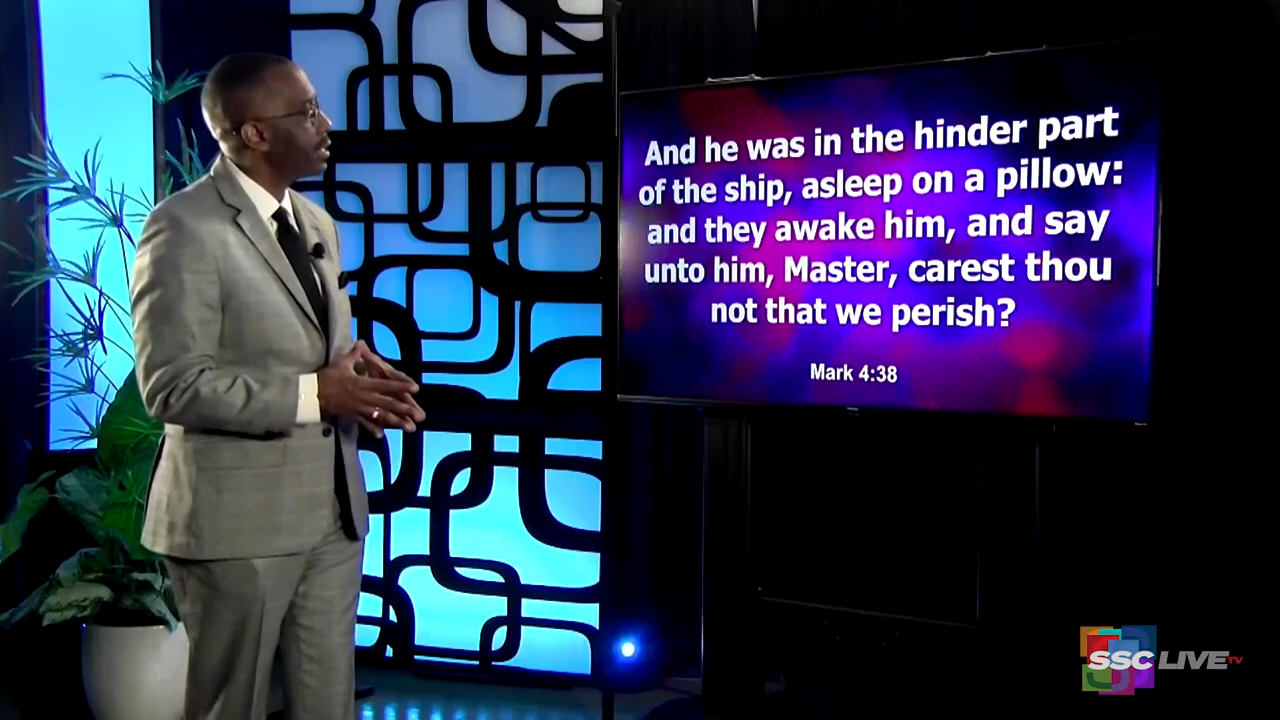 And he was in the hinder part
of the ship, asleep on a pillow:
and they awake him, and say
unto him, Master, carest thou
not that we perish?
Mark 4:38
SSC LIVE TV